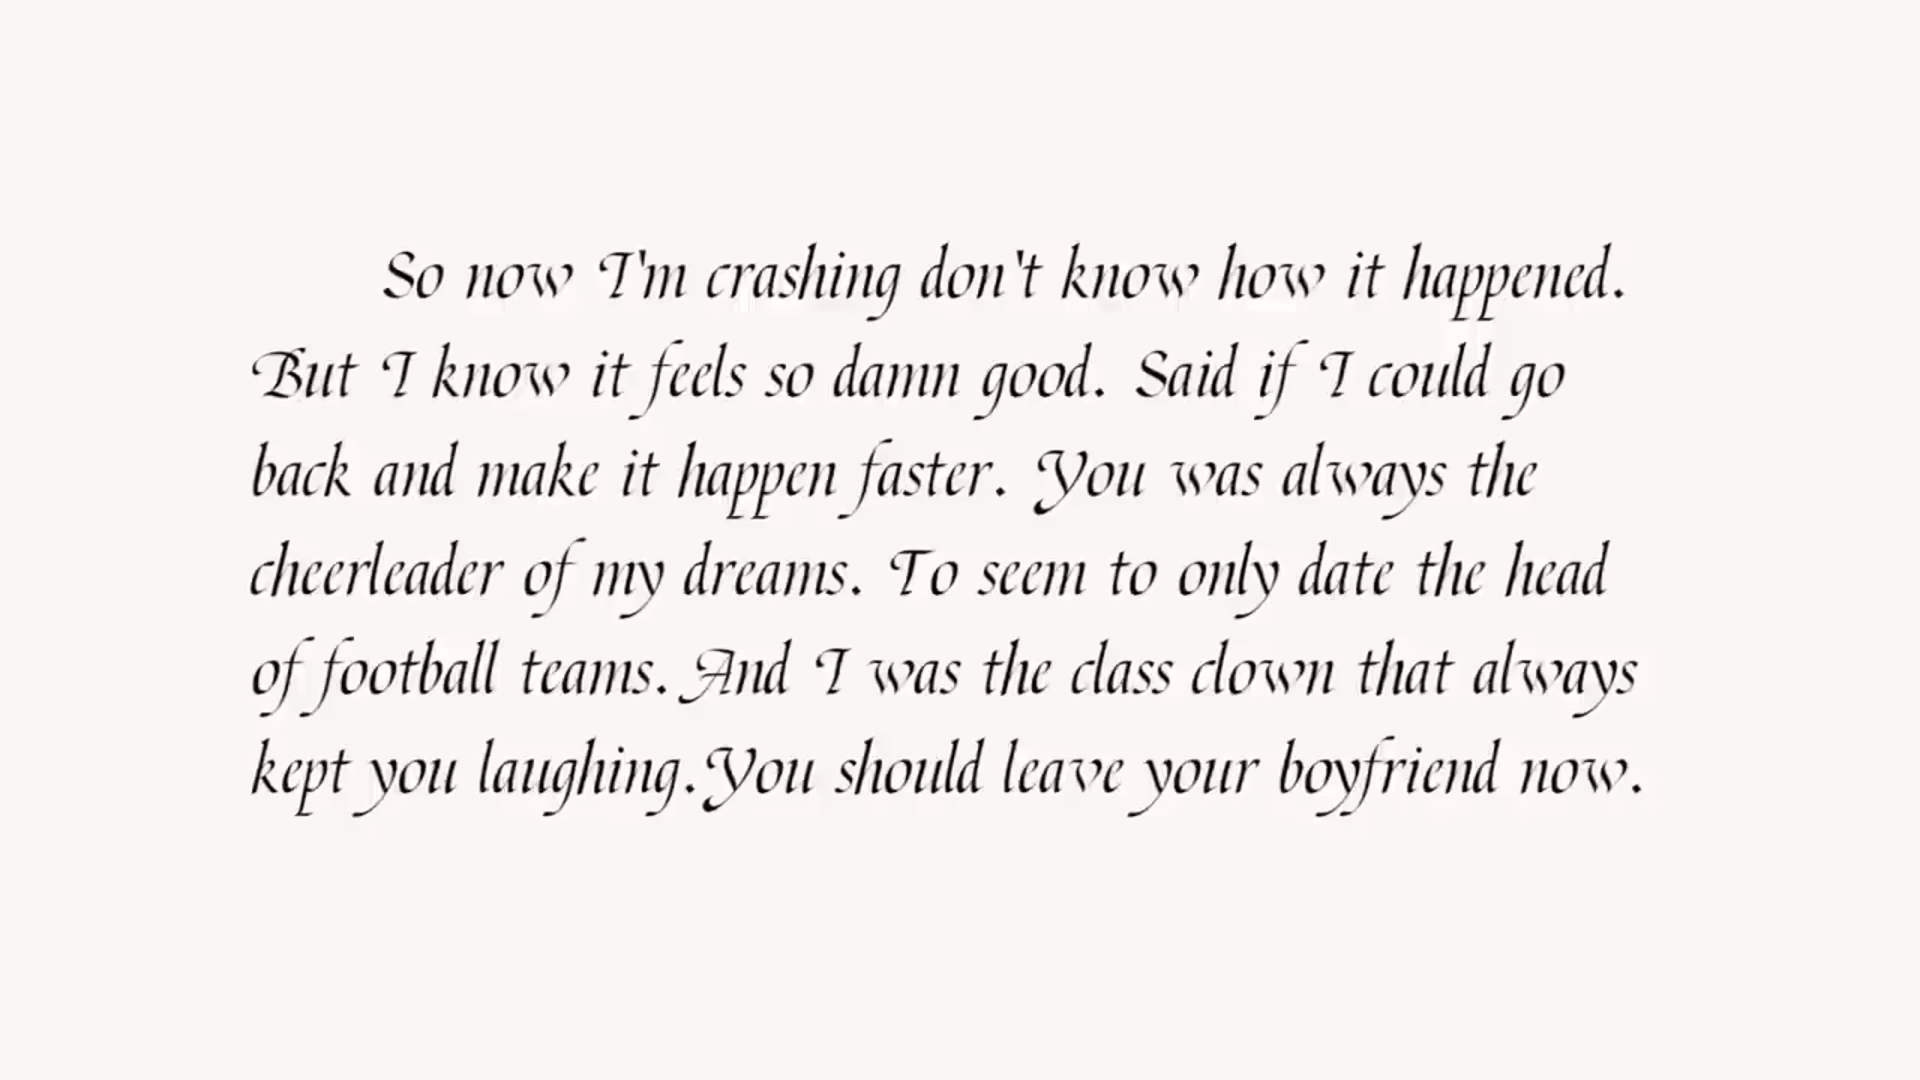 So now I'm crashing don't know how it happened.
But I know it feels so damn good. Said if I could go
back and make it happen faster. You was always the
cheerleader of my dreams. To seem to only date the head
of football teams. And I was the class clown that always
kept you laughing.You should leave your boyfriend now.